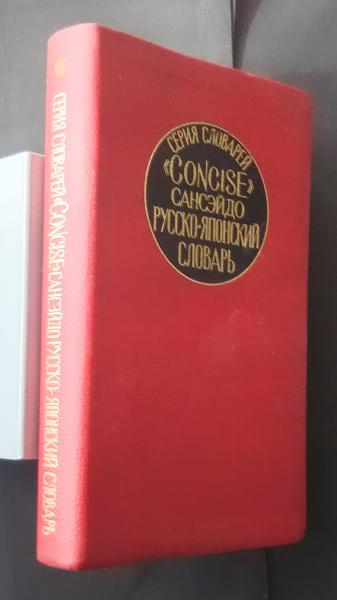 СЕРИЯ СЛОВАРЕЙ
«CONCISE»
САНСЭЙДО
РУССКО-ЯПОНСКИЙ
СЛОВАРЬ
СЕРИЯ СЛОВАРЕЙ «CONCISE» САНСЭЙДО РУССКО-ЯПОНСКИЙ СЛОВАРЬ